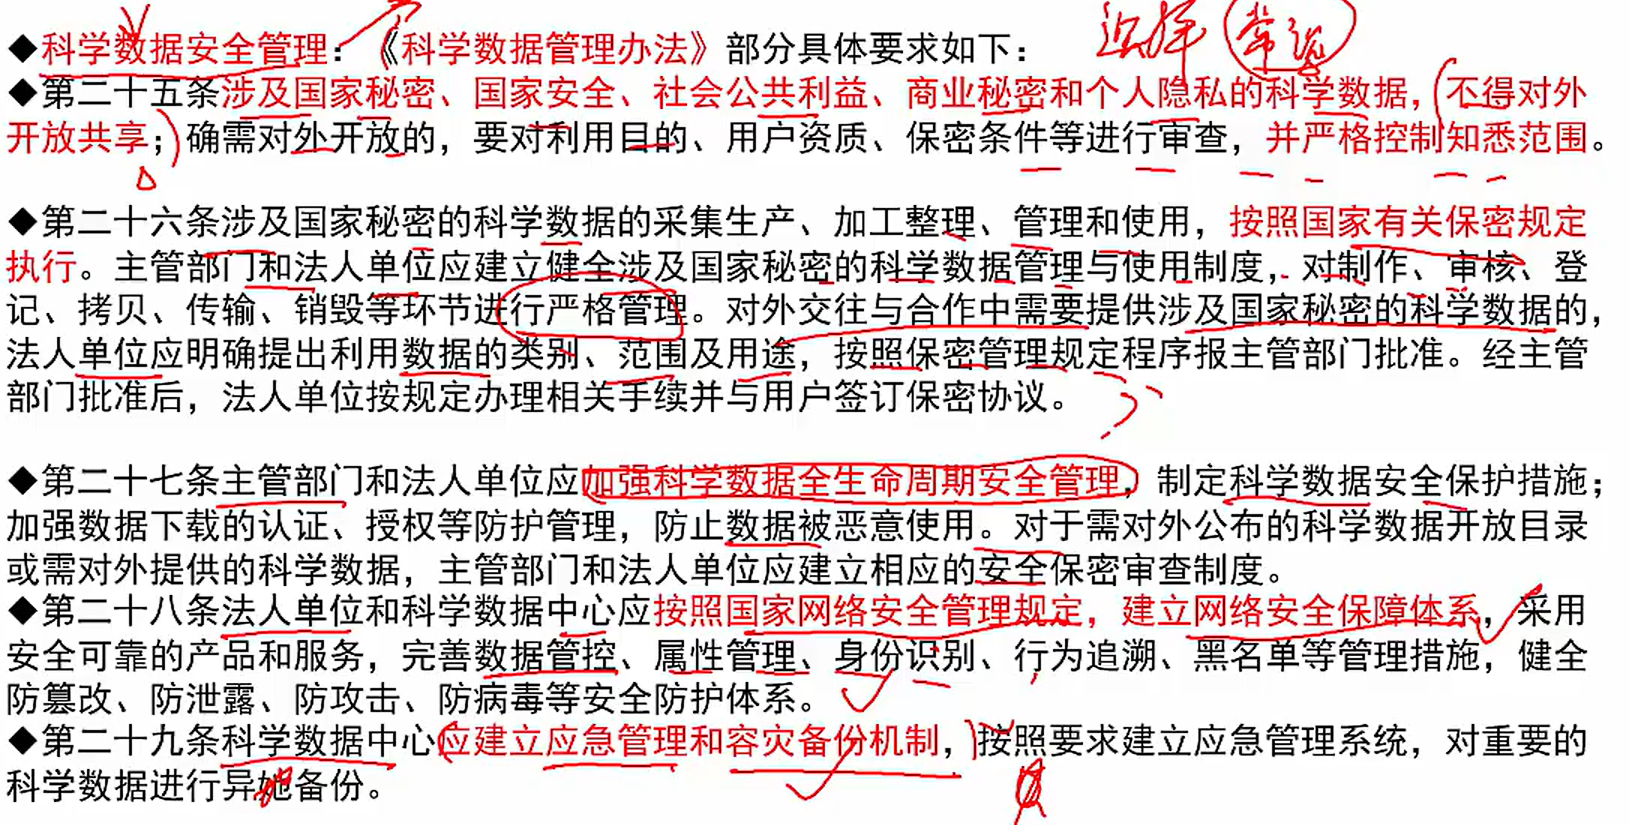 ◆科学数据安全管理：《科学数据管理办法》部分具体要求如下：
选择 常识
◆第二十五条涉及国家秘密、国家安全、社会公共利益、商业秘密和个人隐私的科学数据，不得对外
开放共享；确需对外开放的，要对利用目的、用户资质、保密条件等进行审查，并严格控制知悉范围。
◆第二十六条涉及国家秘密的科学数据的采集生产、加工整理、管理和使用，按照国家有关保密规定
执行。主管部门和法人单位应建立健全涉及国家秘密的科学数据管理与使用制度，对制作、审核、登
记、拷贝、传输、销毁等环节进行严格管理。对外交往与合作中需要提供涉及国家秘密的科学数据的，
法人单位应明确提出利用数据的类别、范围及用途，按照保密管理规定程序报主管部门批准。经主管
部门批准后，法人单位按规定办理相关手续并与用户签订保密协议。
◆第二十七条主管部门和法人单位应加强科学数据全生命周期安全管理，制定科学数据安全保护措施；
加强数据下载的认证、授权等防护管理，防止数据被恶意使用。对于需对外公布的科学数据开放目录
或需对外提供的科学数据，主管部门和法人单位应建立相应的安全保密审查制度。
◆第二十八条法人单位和科学数据中心应按照国家网络安全管理规定，建立网络安全保障体系，采用
安全可靠的产品和服务，完善数据管控、属性管理、身份识别、行为追溯、黑名单等管理措施，健全
防篡改、防泄露、防攻击、防病毒等安全防护体系。
◆第二十九条科学数据中心应建立应急管理和容灾备份机制，按照要求建立应急管理系统，对重要的
科学数据进行异地备份。